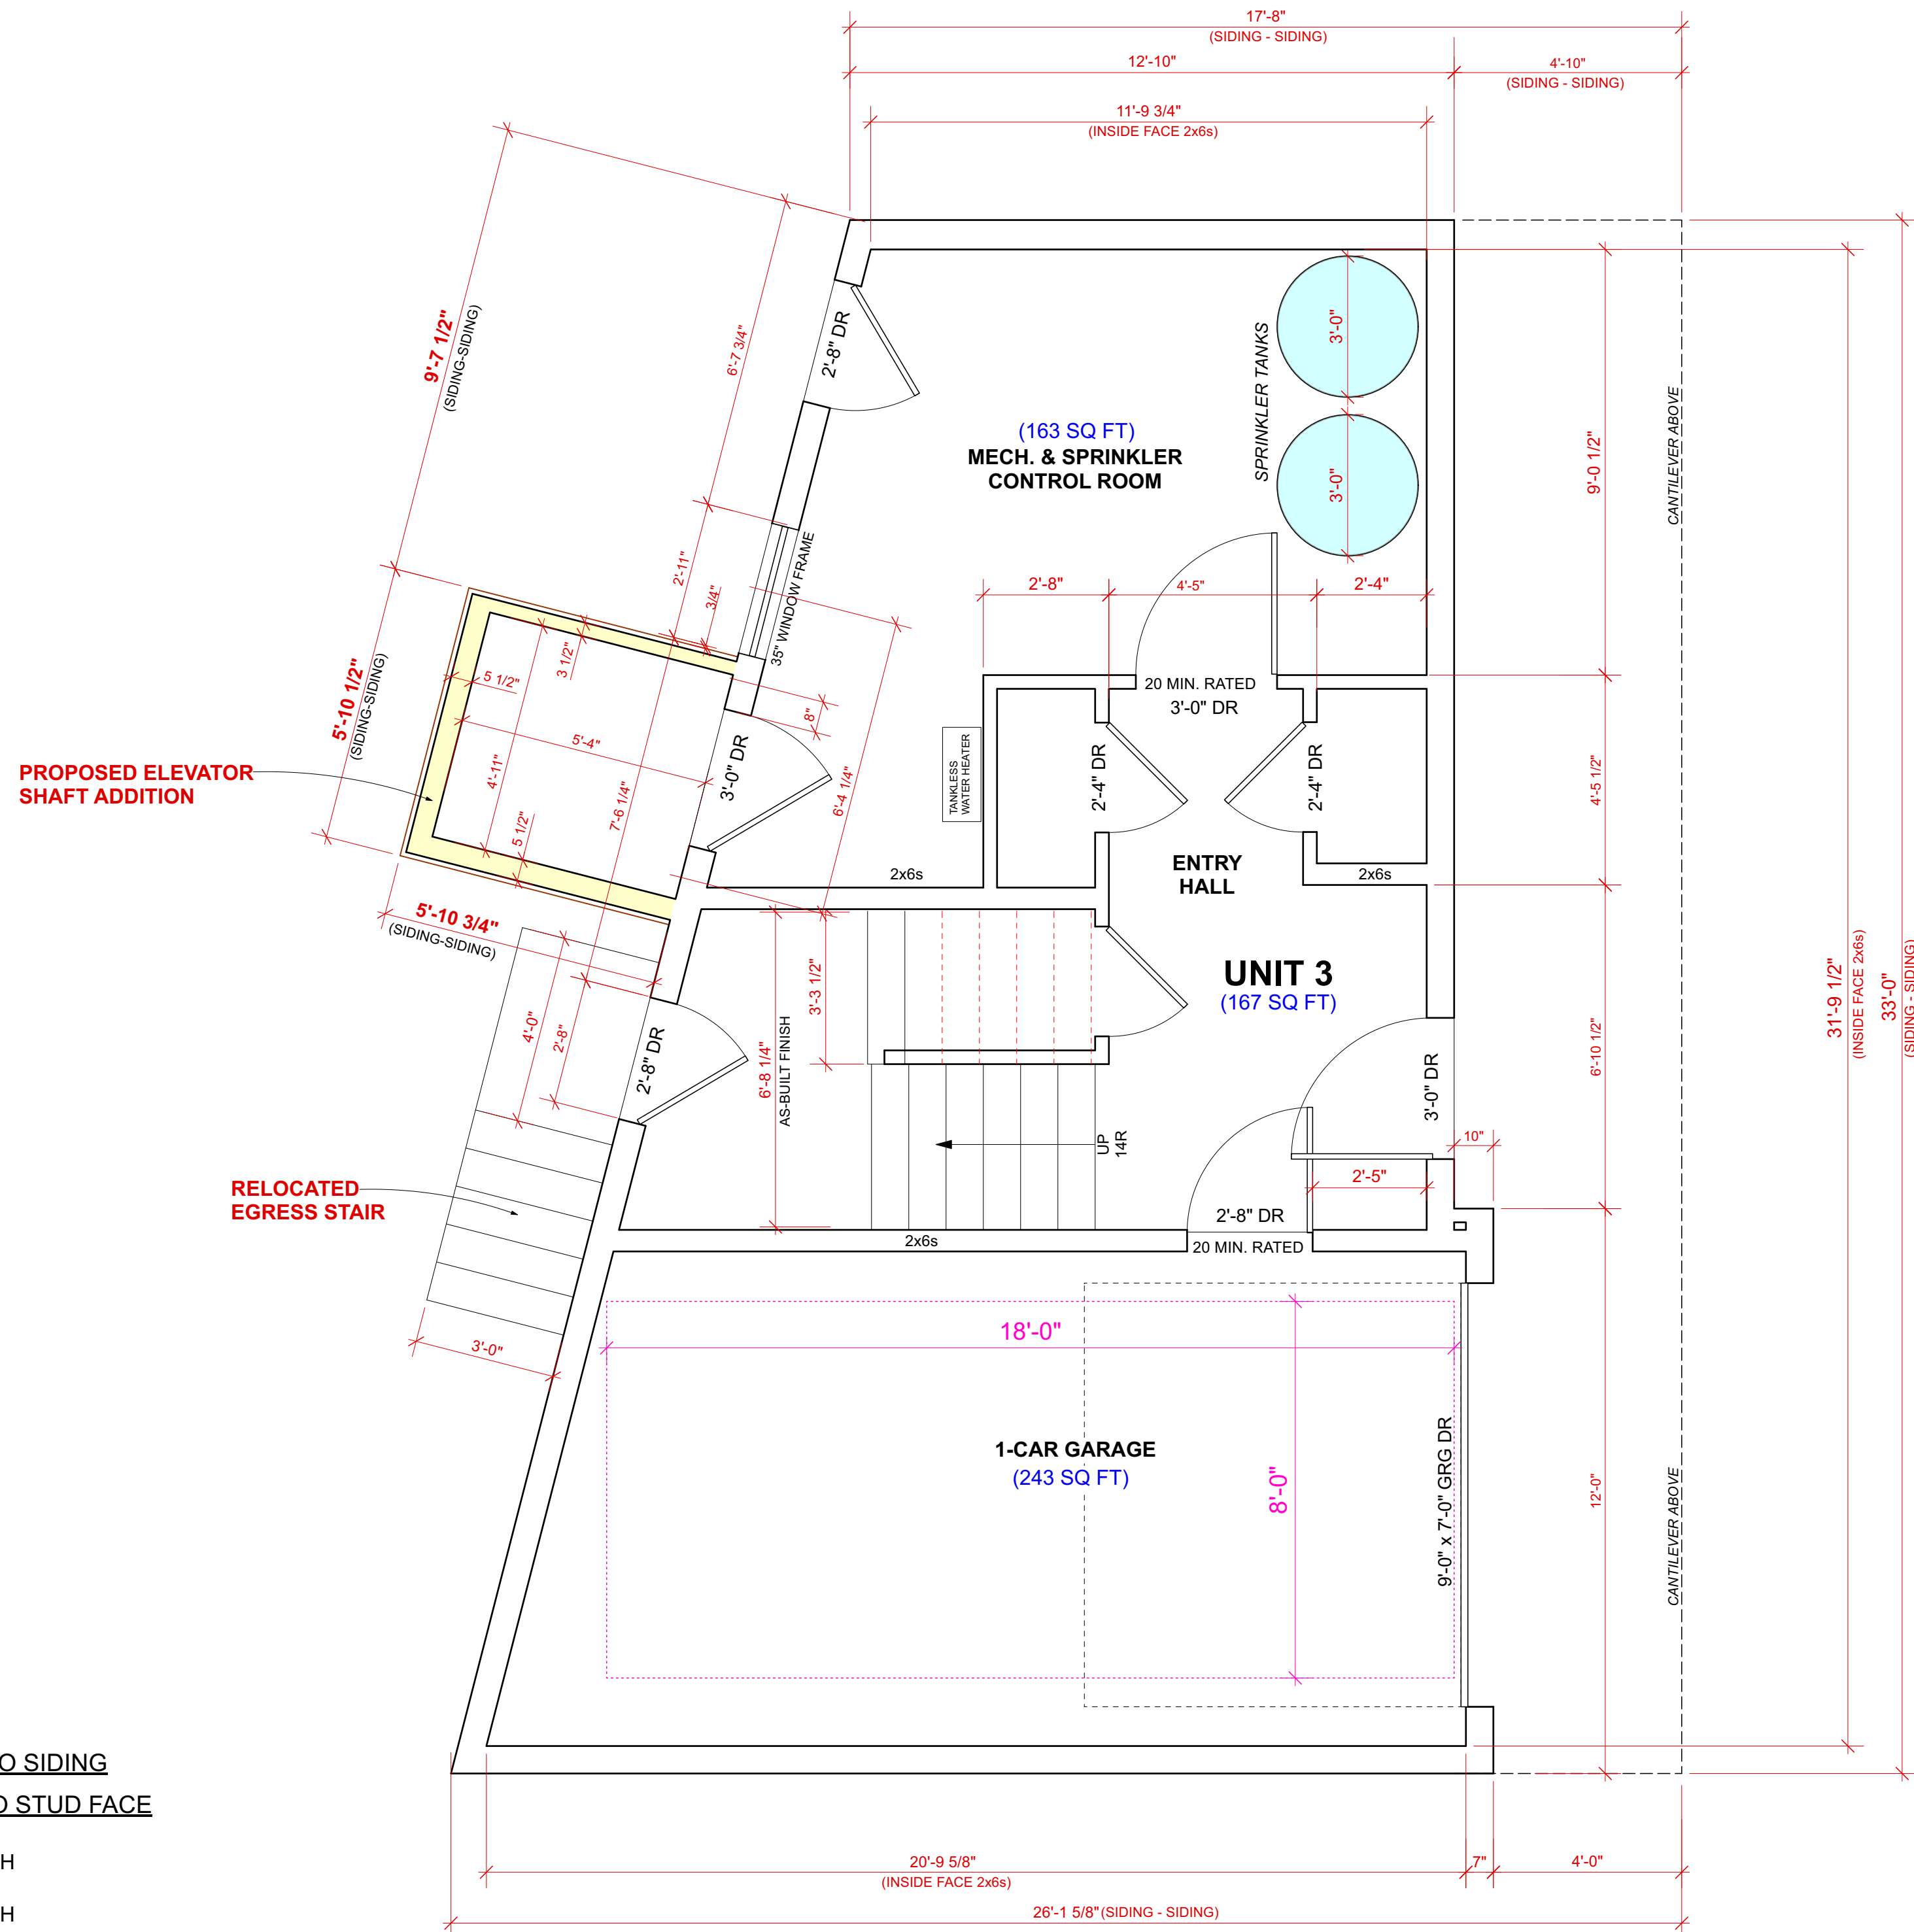 17'-8"
(SIDING - SIDING)
12'-10"
4'-10"
(SIDING - SIDING)
11'-9 3/4"
(INSIDE FACE 2x6s)
9'-7 1/2"
(SIDING-SIDING)
6'-7 3/4"
2'-8" DR
SPRINKLER TANKS
3'-0"
3'-0"
(163 SQ FT)
MECH. & SPRINKLER
CONTROL ROOM
9'-0 1/2"
CANTILEVER ABOVE
2'-11"
3/4"
35" WINDOW FRAME
2'-8"
4'-5"
2'-4"
5'-10 1/2"
(SIDING-SIDING)
5 1/2"
3 1/2"
5'-4"
4'-11"
5 1/2"
7'-6 1/4"
8"
6'-4 1/4"
3'-0" DR
PROPOSED ELEVATOR
SHAFT ADDITION
20 MIN. RATED
3'-0" DR
TANKLESS
WATER HEATER
2'-4" DR
2'-4" DR
4'-5 1/2"
ENTRY
HALL
2x6s
2x6s
5'-10 3/4"
(SIDING-SIDING)
4'-0"
2'-8"
2'-8" DR
3'-3 1/2"
6'-8 1/4"
AS-BUILT FINISH
UNIT 3
(167 SQ FT)
31'-9 1/2"
(INSIDE FACE 2x6s)
33'-0"
(SIDING - SIDING)
6'-10 1/2"
3'-0" DR
10"
UP
14R
2'-5"
RELOCATED
EGRESS STAIR
2'-8" DR
2x6s
20 MIN. RATED
3'-0"
18'-0"
8'-0"
1-CAR GARAGE
(243 SQ FT)
9'-0" x 7'-0" GRG DR
12'-0"
CANTILEVER ABOVE
O SIDING
O STUD FACE
H
H
20'-9 5/8"
(INSIDE FACE 2x6s)
7"
4'-0"
26'-1 5/8" (SIDING - SIDING)